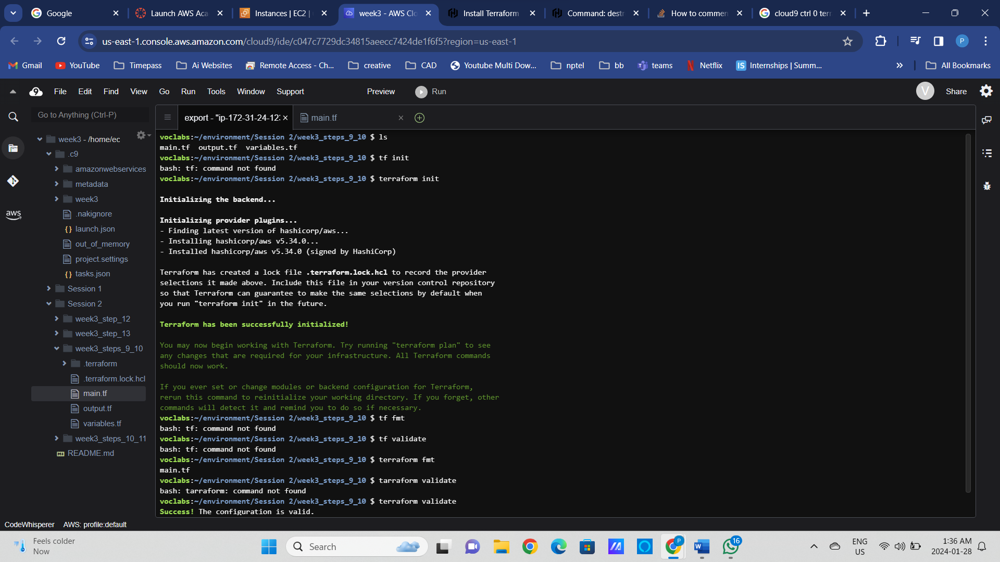 Google
Launch AWS Aca
Instances | EC2 |
week3 - AWS Clo
Install Terraform
Command: destr
How to commen
cloud9 ctrl 0 terr
us-east-1.console.aws.amazon.com/cloud9/ide/c047c7729dc34815aeecc7424de1f6f5?region=us-east-1
P
Gmail
YouTube
Timepass
Ai Websites
Remote Access - Ch...
creative
CAD
Youtube Multi Dow...
nptel
bb
teams
Netflix
IS
Internships | Summ...
All Bookmarks
9
File
Edit
Find
View
Go
Run
Tools
Window
Support
Preview
Run
V
Share
Go to Anything (Ctrl-P)
export - "ip-172-31-24-12
main.tf
aws
week3 - /home/ec
.c9
amazonwebservices
metadata
week3
.nakignore
launch.json
out_of_memory
project.settings
tasks.json
Session 1
Session 2
week3_step_12
week3_step_13
week3_steps_9_10
.terraform
.terraform.lock.hcl
main.tf
output.tf
variables.tf
week3_steps_10_11
README.md
voclabs:~/environment/Session 2/week3_steps_9_10 $ ls
main.tf  output.tf  variables.tf
voclabs:~/environment/Session 2/week3_steps_9_10 $ tf init
bash: tf: command not found
voclabs:~/environment/Session 2/week3_steps_9_10 $ terraform init
Initializing the backend...
Initializing provider plugins...
- Finding latest version of hashicorp/aws...
- Installing hashicorp/aws v5.34.0...
- Installed hashicorp/aws v5.34.0 (signed by HashiCorp)
Terraform has created a lock file .terraform.lock.hcl to record the provider
selections it made above. Include this file in your version control repository
so that Terraform can guarantee to make the same selections by default when
you run "terraform init" in the future.
Terraform has been successfully initialized!
You may now begin working with Terraform. Try running "terraform plan" to see
any changes that are required for your infrastructure. All Terraform commands
should now work.
If you ever set or change modules or backend configuration for Terraform,
rerun this command to reinitialize your working directory. If you forget, other
commands will detect it and remind you to do so if necessary.
voclabs:~/environment/Session 2/week3_steps_9_10 $ tf fmt
bash: tf: command not found
voclabs:~/environment/Session 2/week3_steps_9_10 $ tf validate
bash: tf: command not found
voclabs:~/environment/Session 2/week3_steps_9_10 $ terraform fmt
main.tf
voclabs:~/environment/Session 2/week3_steps_9_10 $ tarraform validate
bash: tarraform: command not found
voclabs:~/environment/Session 2/week3_steps_9_10 $ terraform validate
Success! The configuration is valid.
CodeWhisperer
AWS: profile:default
Feels colder
Now
Search
P
W
16
ENG
US
1:36 AM
2024-01-28